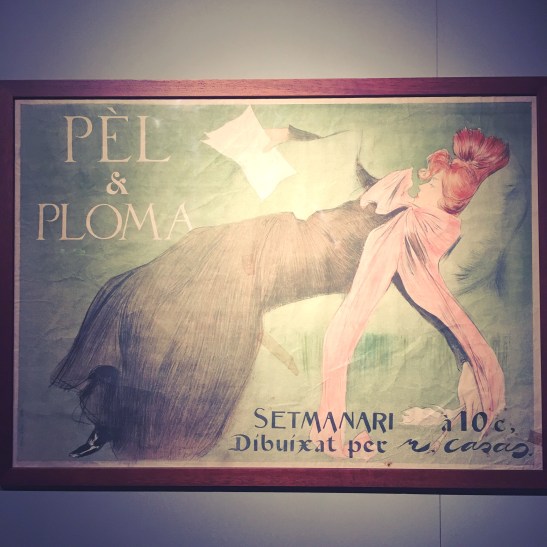 PÈL
&
PLOMA
SETMANARI à 10 c,
Dibuixat per r. casas.